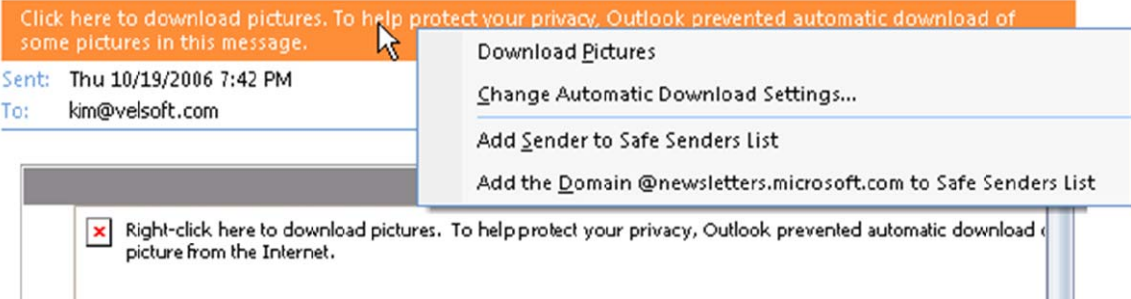 Click here to download pictures. To help protect your privacy, Outlook prevented automatic download of
some pictures in this message.
Download Pictures
Change Automatic Download Settings...
Add Sender to Safe Senders List
Add the Domain @newsletters.microsoft.com to Safe Senders List
Sent: Thu 10/19/2006 7:42 PM
To: kim@velsoft.com
Right-click here to download pictures. To help protect your privacy, Outlook prevented automatic download
picture from the Internet.